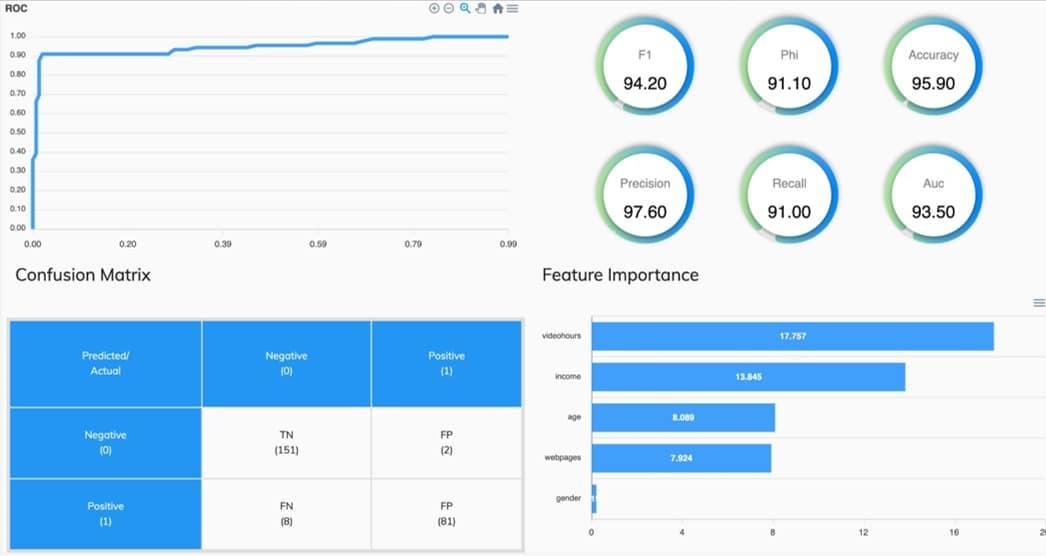 ROC
1.00
0.90
0.80
0.70
0.60
0.50
0.40
0.30
0.20
0.10
0.00
0.00 0.20 0.39 0.59 0.79 0.99
F1
94.20
Phi
91.10
Accuracy
95.90
Precision
97.60
Recall
91.00
Auc
93.50
Confusion Matrix
Predicted/
Actual
Negative
(0)
Positive
(1)
Negative
(0)
TN
(151)
FP
(2)
Positive
(1)
FN
(8)
FP
(81)
Feature Importance
videohours
17.757
income
13.845
age
8.089
webpages
7.924
gender
0 4 8 12 16